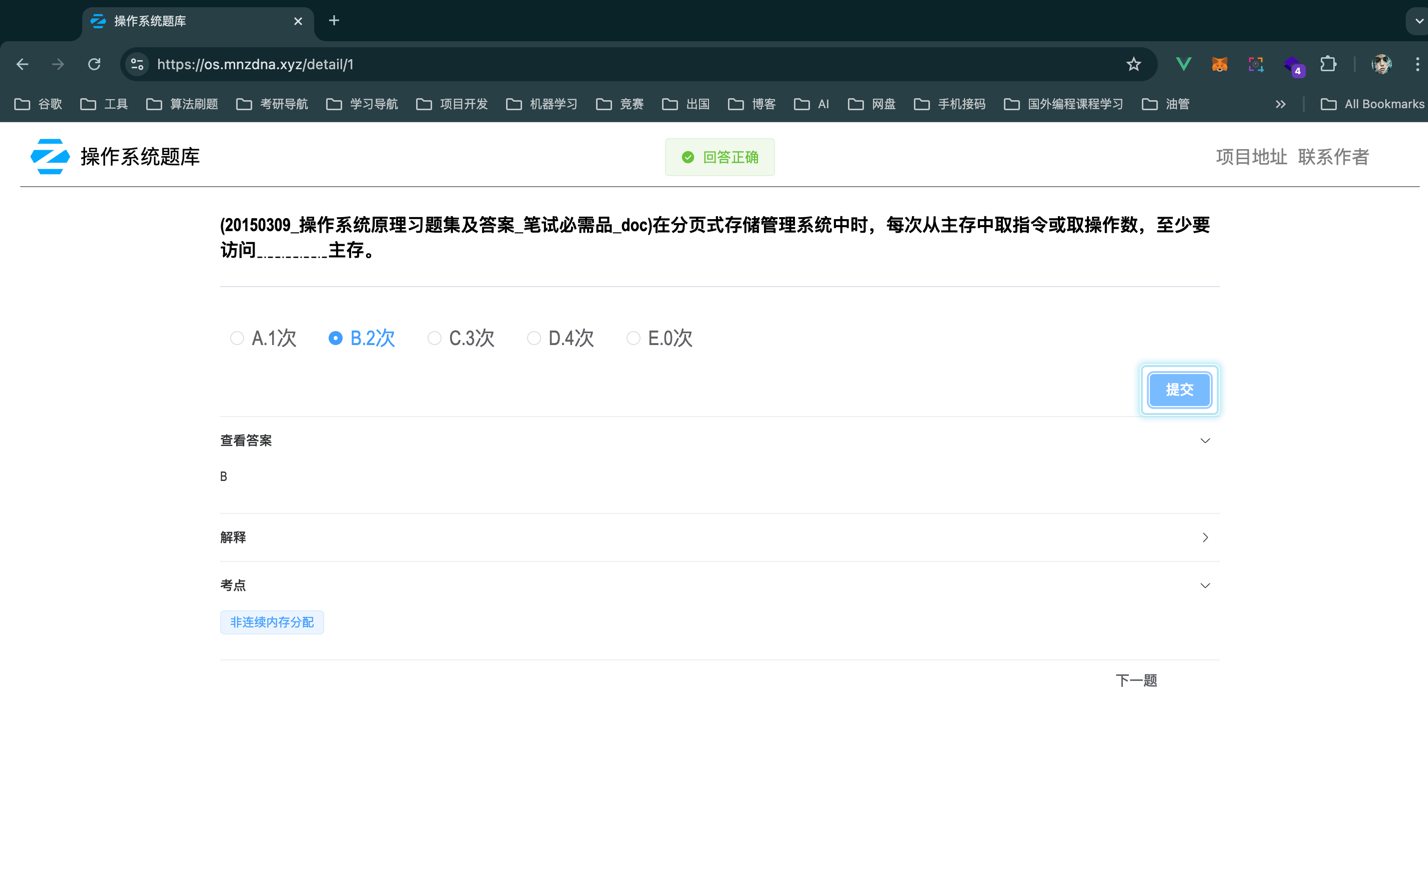 操作系统题库
https://os.mnzdna.xyz/detail/1
4
谷歌 工具 算法刷题 考研导航 学习导航 项目开发 机器学习 竞赛 出国 博客 AI 网盘 手机接码 国外编程课程学习 油管 All Bookmarks
操作系统题库 回答正确 项目地址 联系作者
(20150309_操作系统原理习题集及答案_笔试必需品_doc)在分页式存储管理系统中时，每次从主存中取指令或取操作数，至少要
访问__________主存。
A.1次 B.2次 C.3次 D.4次 E.0次
提交
查看答案
B
解释
考点
非连续内存分配
下一题